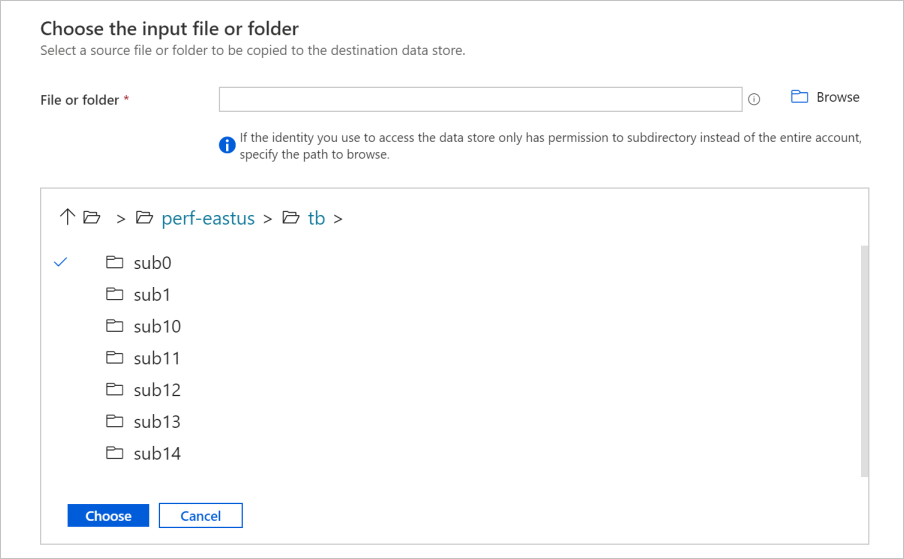 Choose the input file or folder
Select a source file or folder to be copied to the destination data store.
File or folder *
Browse
If the identity you use to access the data store only has permission to subdirectory instead of the entire account,
specify the path to browse.
> perf-eastus > tb >
sub0
sub1
sub10
sub11
sub12
sub13
sub14
Choose Cancel